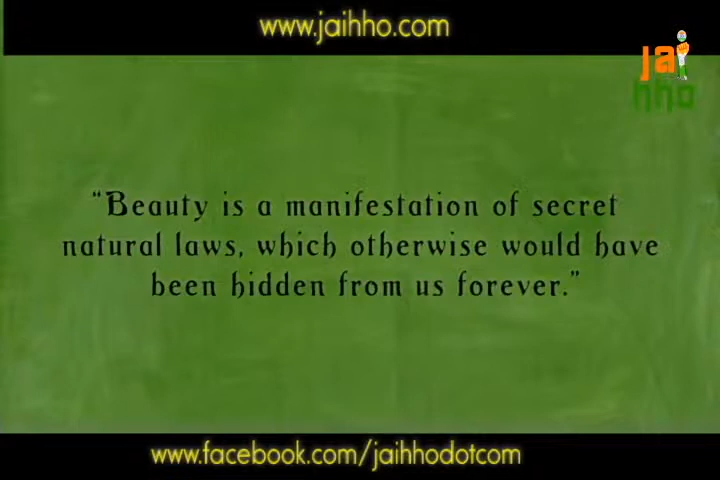 www.jaihho.com
jai
hho
“Beauty is a manifestation of secret
natural laws, which otherwise would have
been hidden from us forever.”
www.facebook.com/jaihhodotcom